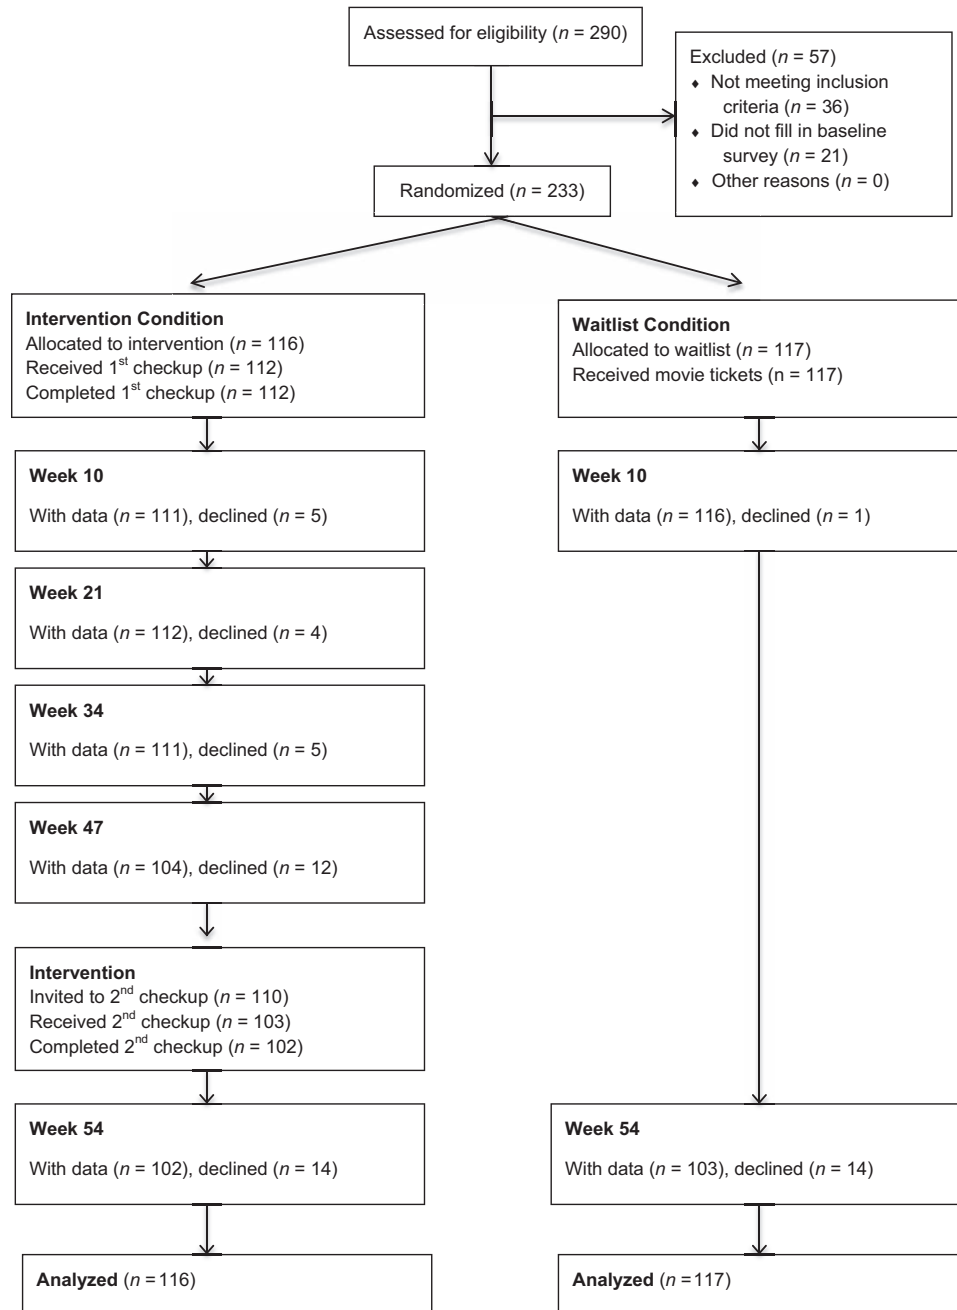 Assessed for eligibility (n = 290)
Excluded (n = 57)
♦ Not meeting inclusion
criteria (n = 36)
♦ Did not fill in baseline
survey (n = 21)
♦ Other reasons (n = 0)
Randomized (n = 233)
Intervention Condition
Allocated to intervention (n = 116)
Received 1st checkup (n = 112)
Completed 1st checkup (n = 112)
Waitlist Condition
Allocated to waitlist (n = 117)
Received movie tickets (n = 117)
Week 10
With data (n = 111), declined (n = 5)
Week 10
With data (n = 116), declined (n = 1)
Week 21
With data (n = 112), declined (n = 4)
Week 34
With data (n = 111), declined (n = 5)
Week 47
With data (n = 104), declined (n = 12)
Intervention
Invited to 2nd checkup (n = 110)
Received 2nd checkup (n = 103)
Completed 2nd checkup (n = 102)
Week 54
With data (n = 102), declined (n = 14)
Week 54
With data (n = 103), declined (n = 14)
Analyzed (n = 116)
Analyzed (n = 117)